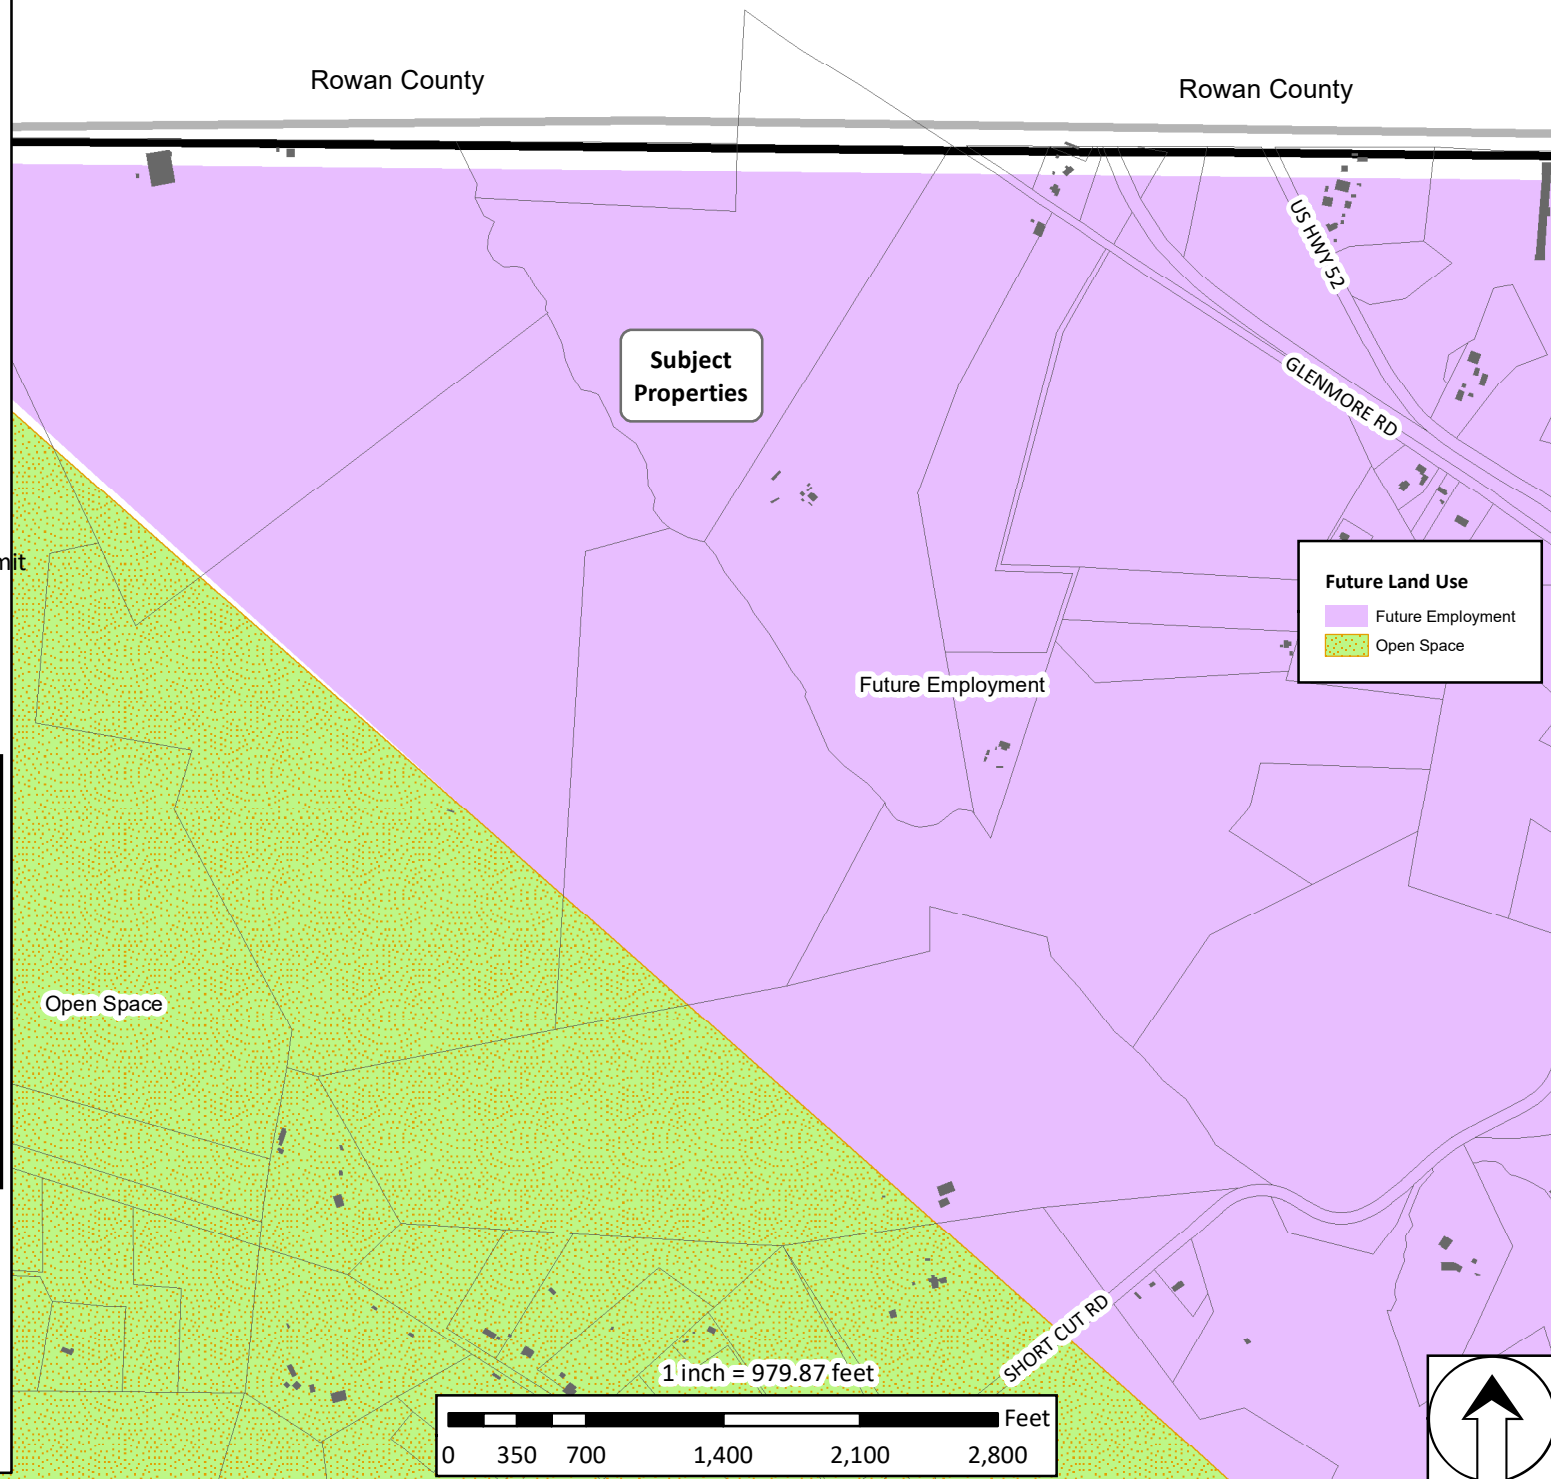 Rowan County
Rowan County
US HWY 52
Subject
Properties
GLENMORE RD
mit
Future Land Use
Future Employment
Open Space
Future Employment
Open Space
SHORT CUT RD
1 inch = 979.87 feet
Feet
0 350 700 1,400 2,100 2,800